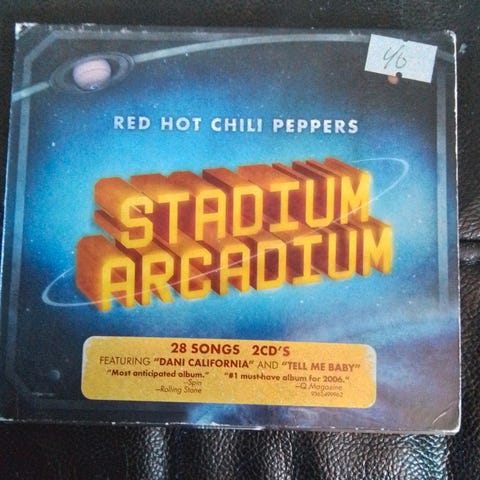 40
RED HOT CHILI PEPPERS
STADIUM
ARCADIUM
28 SONGS 2CD'S
FEATURING "DANI CALIFORNIA" AND "TELL ME BABY"
"Most anticipated album." "#1 must-have album for 2006."
—Spin —Q Magazine
—Rolling Stone